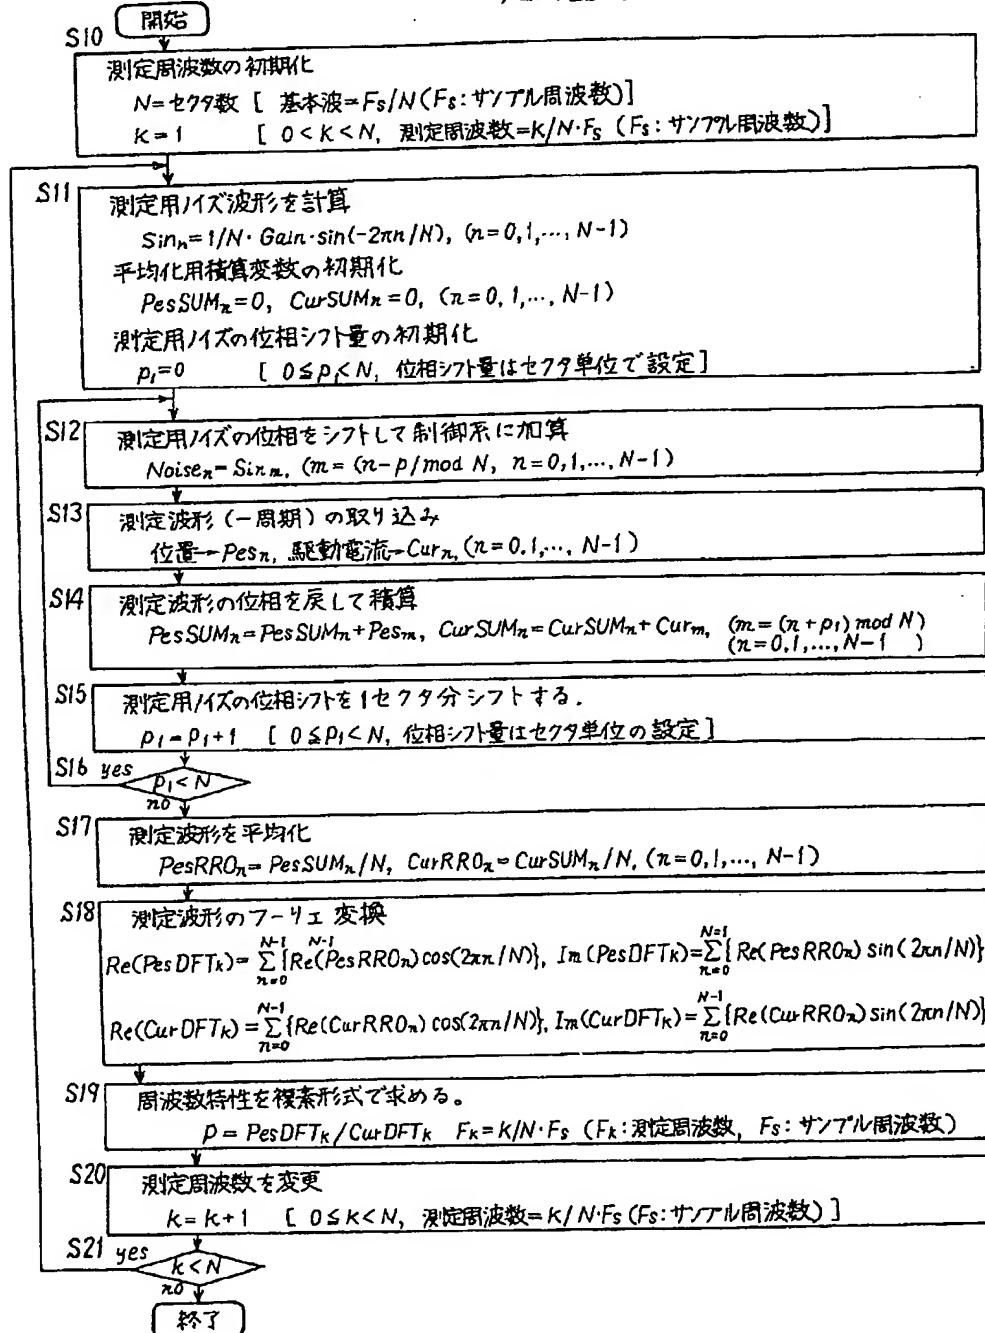 開始
S10
測定周波数の初期化
N=セクタ数 [ 基本波=Fs/N(Fs:サンプル周波数)]
K=1 [ 0<K<N, 測定周波数=K/N·Fs (Fs:サンプル周波数)]
S11
測定用ノイズ波形を計算
Sinn=1/N·Gain·sin(-2πn/N), (n=0,1,...,N-1)
平均化用積算変数の初期化
PesSUMn=0, CurSUMn=0, (n=0,1,...,N-1)
測定用ノイズの位相シフト量の初期化
p1=0 [ 0≦p1<N, 位相シフト量はセクタ単位で設定]
S12
測定用ノイズの位相をシフトして制御系に加算
Noisen=Sinm, (m=(n-p/mod N, n=0,1,...,N-1)
S13
測定波形(一周期)の取り込み
位置→Pesn, 駆動電流→Curn, (n=0.1,...,N-1)
S14
測定波形の位相を戻して積算
PesSUMn=PesSUMn+Pesm, CurSUMn=CurSUMn+Curm, (m=(n+p1) mod N)
(n=0,1,...,N-1 )
S15
測定用ノイズの位相シフトを1セクタ分シフトする.
p1=p1+1 [ 0≦p1<N, 位相シフト量はセクタ単位の設定]
S16 yes
p1<N
no
S17
測定波形を平均化
PesRROn=PesSUMn/N, CurRROn=CurSUMn/N, (n=0,1,...,N-1)
S18
測定波形のフーリエ変換
Re(PesDFTk)=N-1Σn=0{N-1Re(PesRROn)cos(2πn/N)}, Im(PesDFTk)=N=1Σn=0{Re(PesRROn)sin(2πn/N)}
Re(CurDFTk)=N-1Σn=0{Re(CurRROn)cos(2πn/N)}, Im(CurDFTk)=N-1Σn=0{Re(CurRROn)sin(2πn/N)}
S19
周波数特性を複素形式で求める。
P=PesDFTk/CurDFTk Fk=K/N·Fs (Fk:測定周波数, Fs:サンプル周波数)
S20
測定周波数を変更
K=K+1 [ 0≦K<N, 測定周波数=K/N·Fs(Fs:サンプル周波数)]
S21 yes
K<N
no
終了